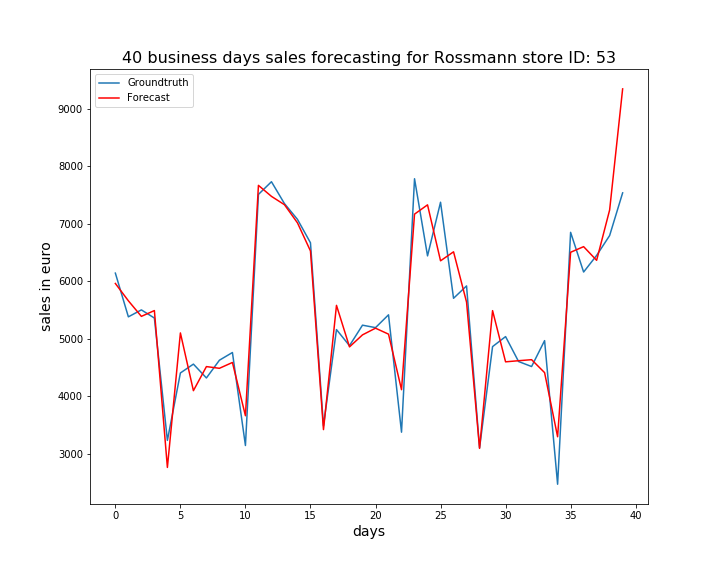 40 business days sales forecasting for Rossmann store ID: 53
Groundtruth
Forecast
sales in euro
9000
8000
7000
6000
5000
4000
3000
0 5 10 15 20 25 30 35 40
days